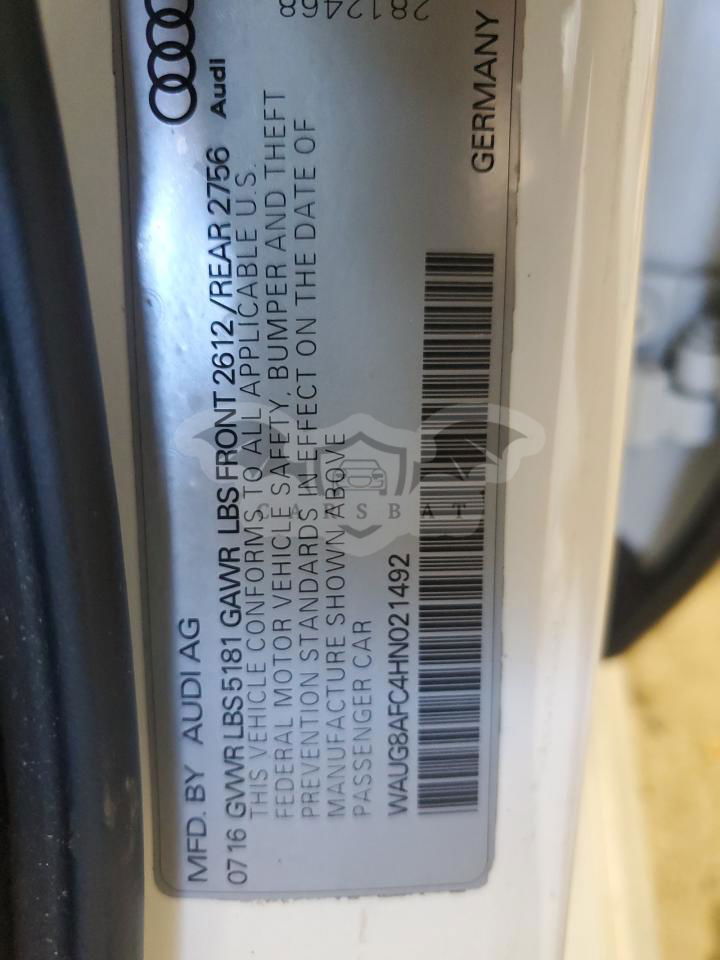 MFD. BY AUDI AG
0716 GVWR LBS 5181 GAWR LBS FRONT 2612/REAR 2756 Audi
THIS VEHICLE CONFORMS TO ALL APPLICABLE U.S.
FEDERAL MOTOR VEHICLE SAFETY, BUMPER AND THEFT
PREVENTION STANDARDS IN EFFECT ON THE DATE OF
MANUFACTURE SHOWN ABOVE
PASSENGER CAR
2812468
WAUG8AFC4HN021492
GERMANY
CARSBAT